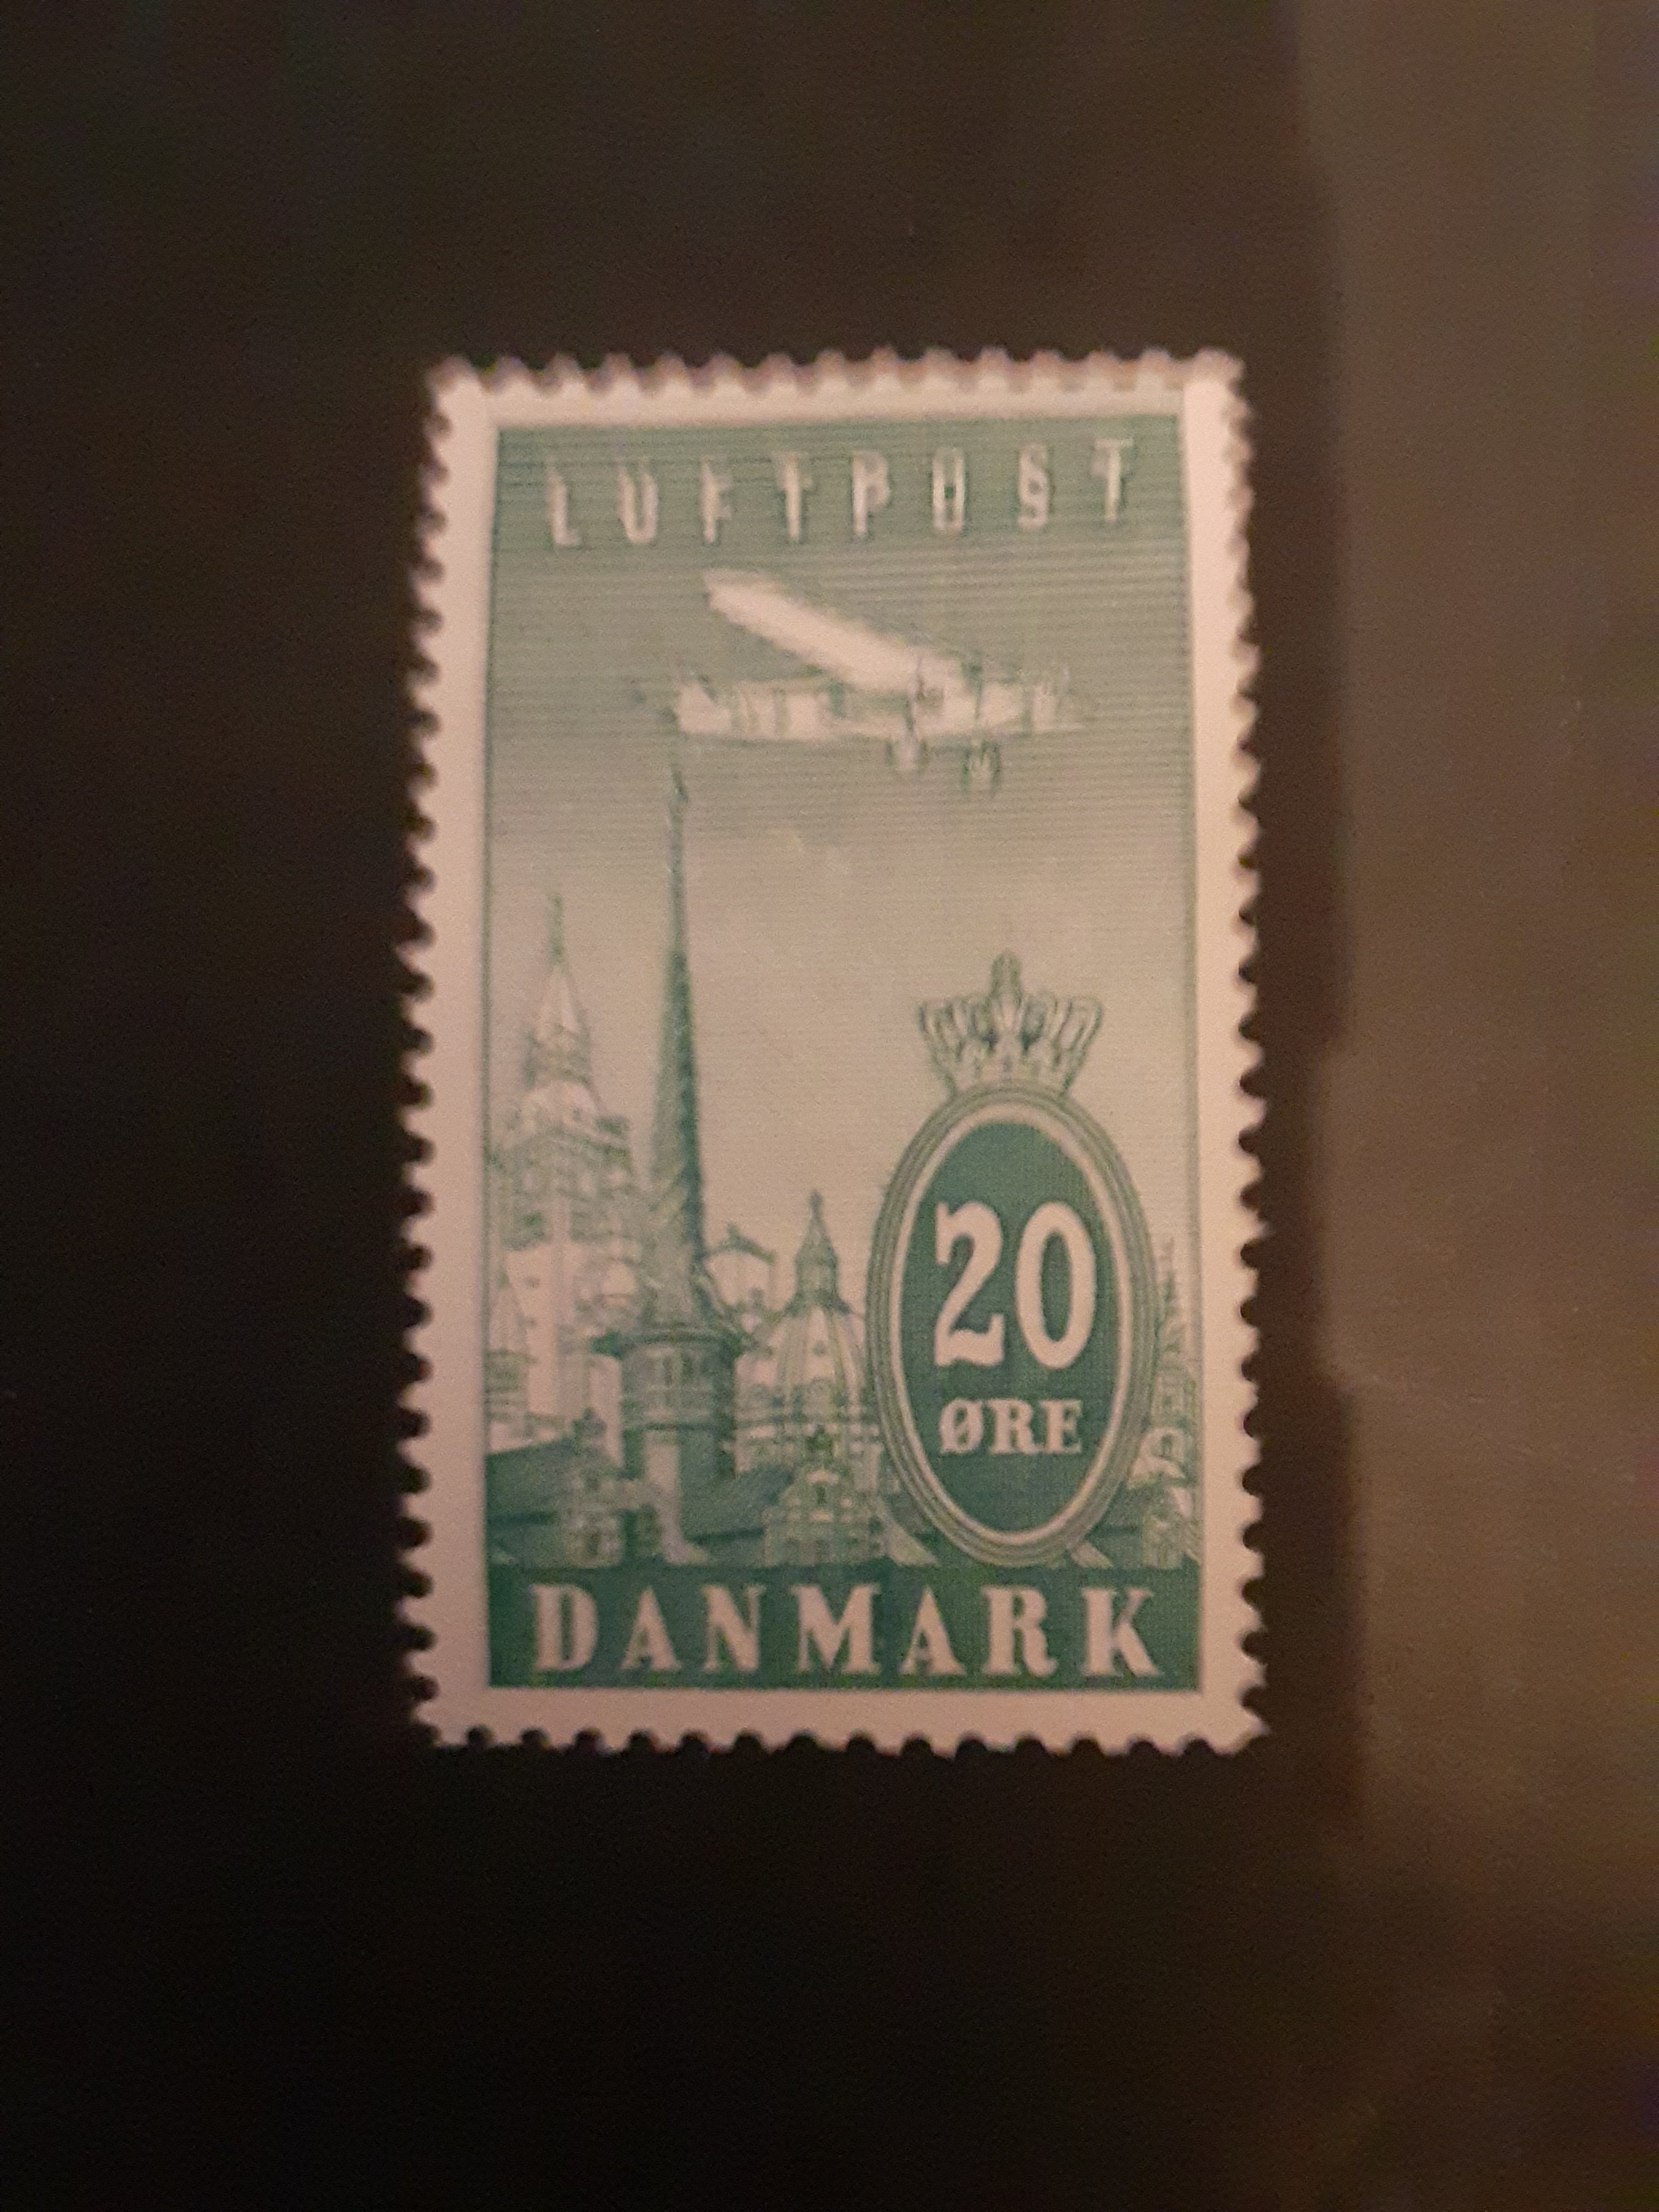 LUFTPOST
20
ØRE
DANMARK